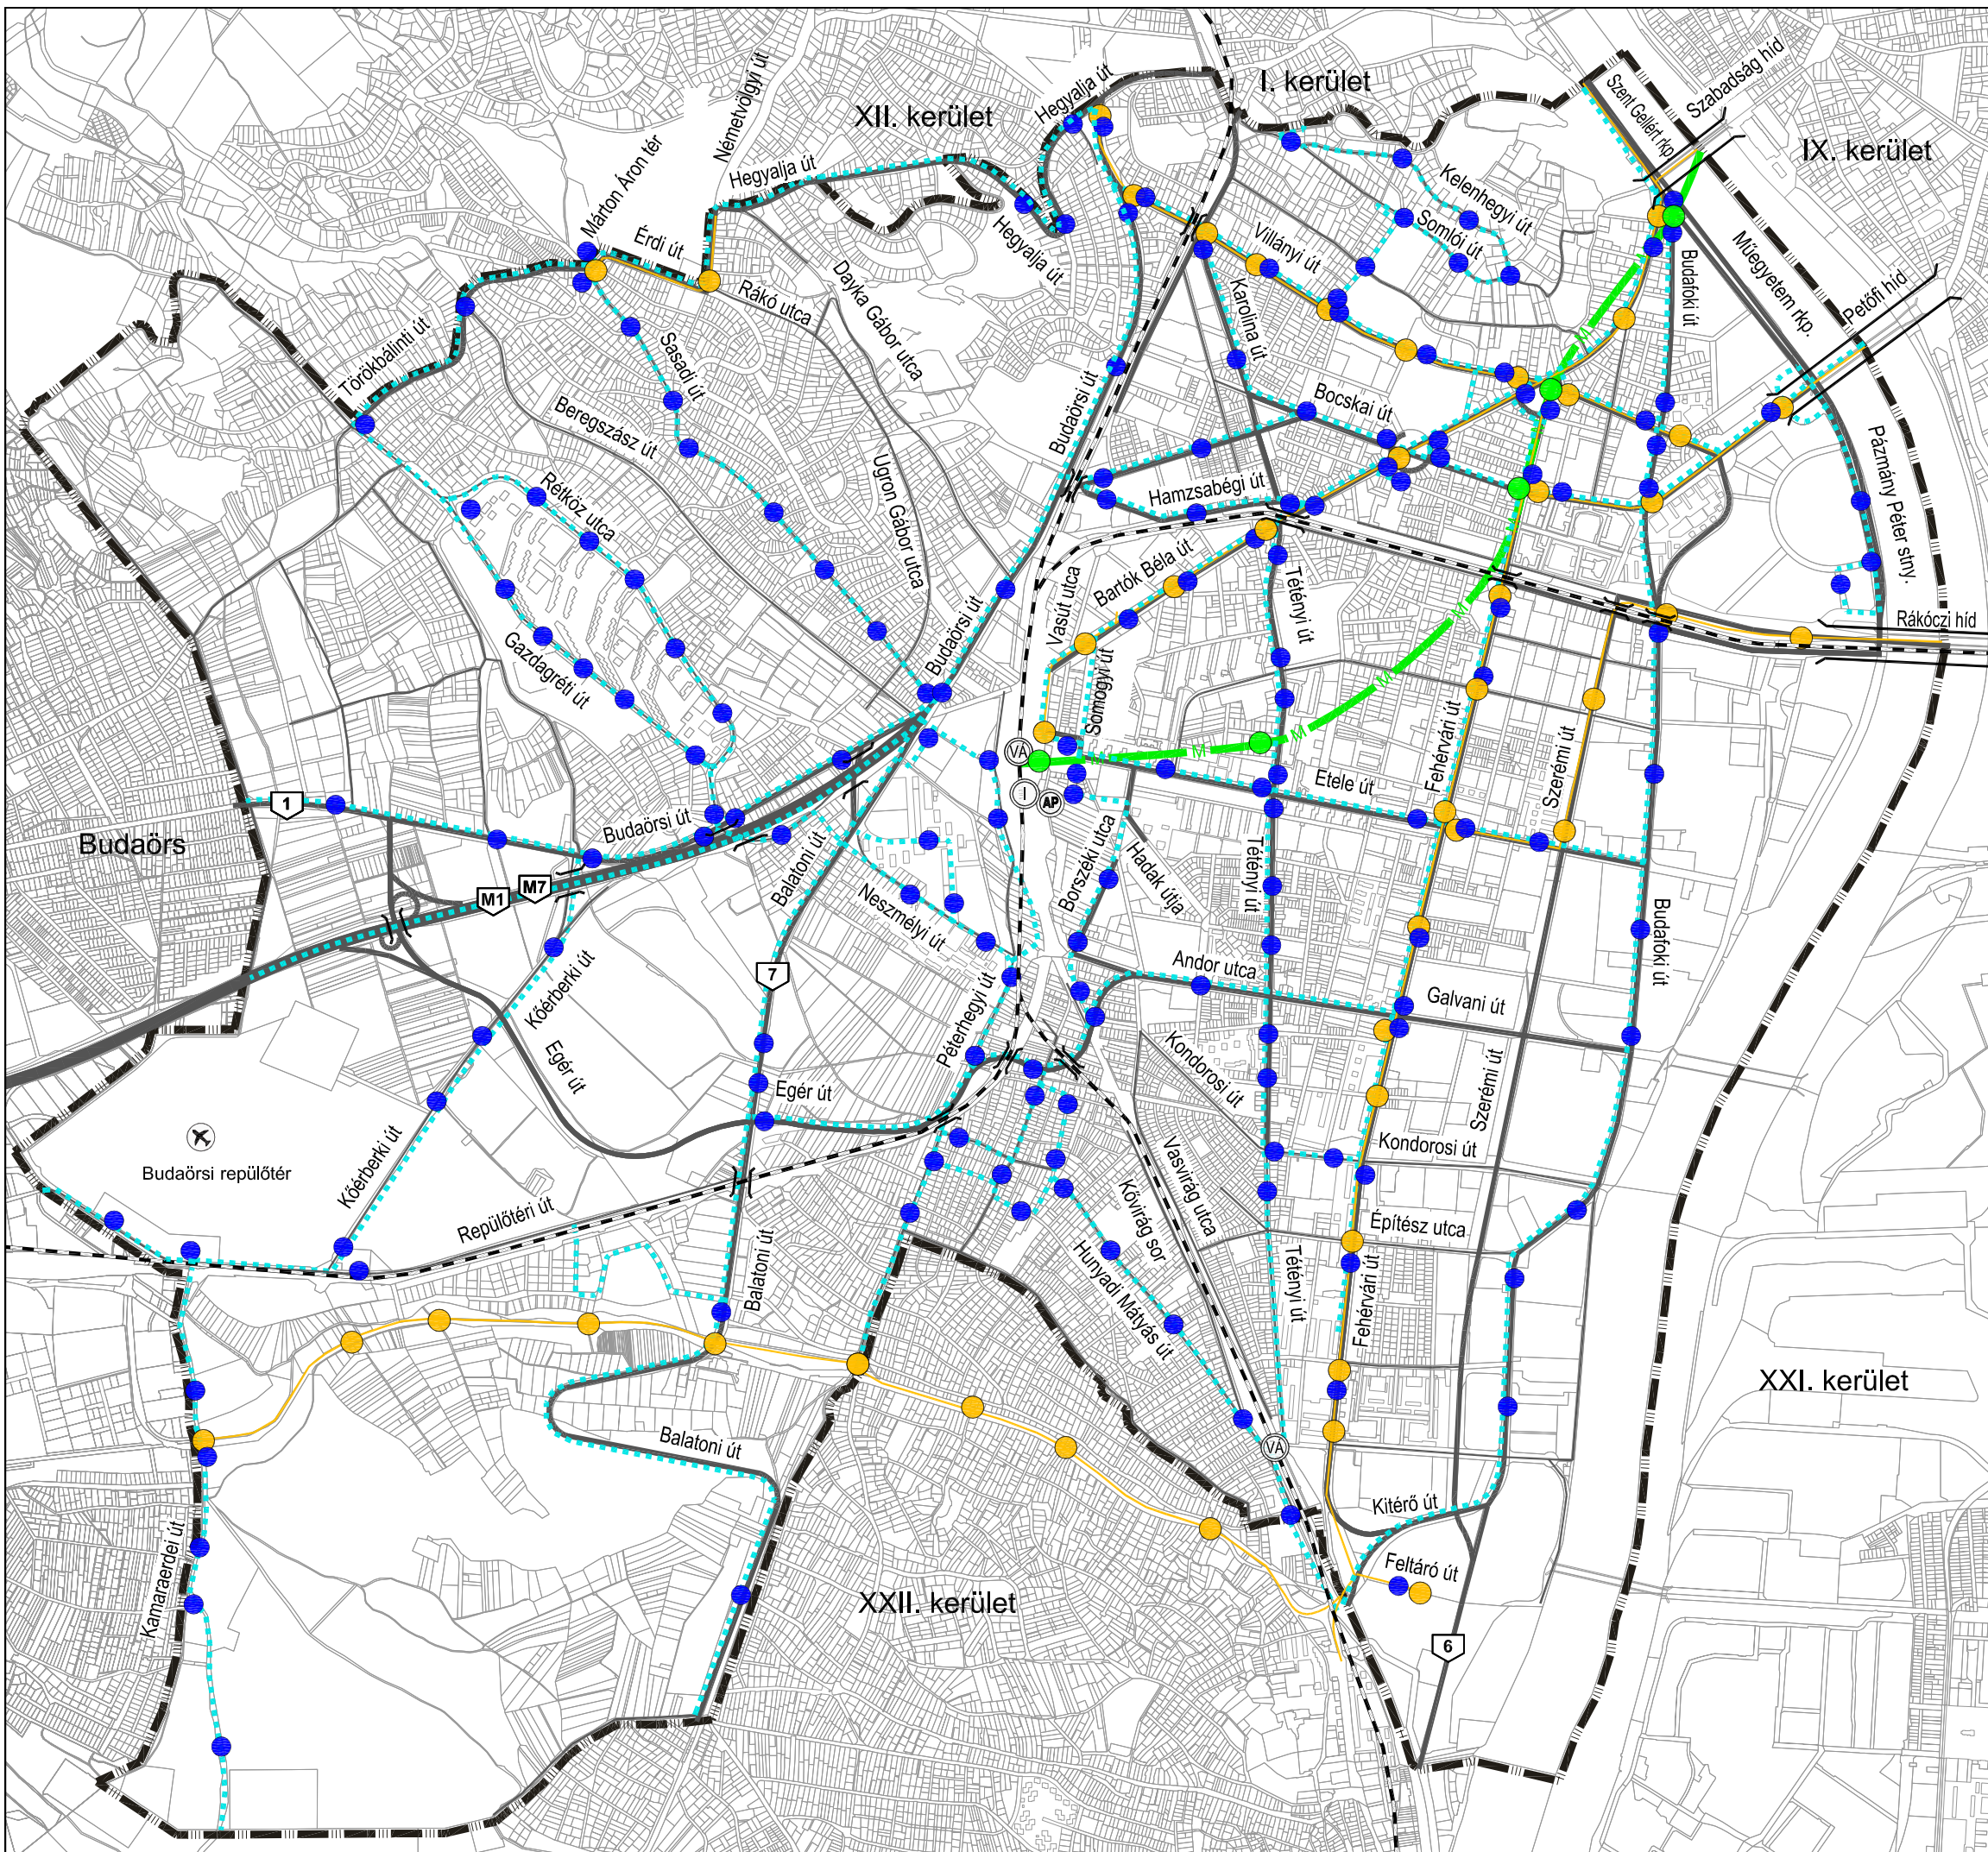 I. kerület
XII. kerület
IX. kerület
Hegyalja út
Szent Gellért rkp.
Szabadság híd
Németvölgyi út
Márton Áron tér
Hegyalja út
Hegyalja út
Érdi út
Rákó utca
Dayka Gábor utca
Kelenhegyi út
Somlói út
Villányi út
Karolina út
Budafoki út
Műegyetem rkp.
Petőfi híd
Törökbálinti út
Sasadi út
Beregszász út
Budaörsi út
Bocskai út
Ugron Gábor utca
Rétköz utca
Hamzsabégi út
Pázmány Péter stny.
Bartók Béla út
Vasút utca
Tétényi út
M
M
M
M
M
Rákóczi híd
Gazdagréti út
Budaörsi út
Somogyi út
Fehérvári út
Szerémi út
VÁ
I
AP
Etele út
1
Budaörs
Budaörsi út
M1
M7
Balatoni út
Neszmélyi út
Borszéki utca
Hadak útja
Tétényi út
Budafoki út
7
Kőérberki út
Andor utca
Galvani út
Egér út
Péterhegyi út
Egér út
Kondorosi út
Szerémi út
Budaörsi repülőtér
Kőérberki út
Repülőtéri út
Kondorosi út
Vasvirág utca
Kővirág sor
Építész utca
Hunyadi Mátyás út
Tétényi út
Fehérvári út
Balatoni út
XXI. kerület
Balatoni út
VÁ
Kitérő út
Feltáró út
Kamaraerdei út
XXII. kerület
6